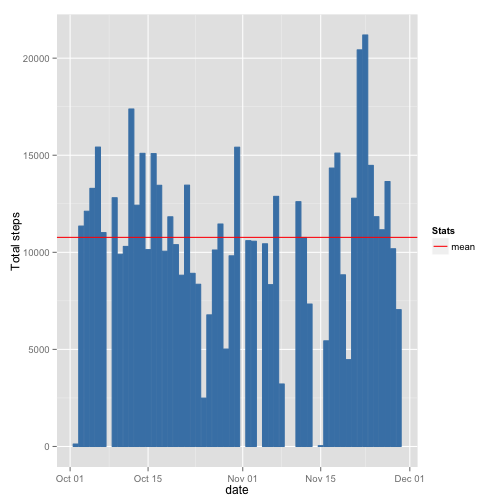 Total steps
20000
15000
10000
5000
0
Oct 01
Oct 15
Nov 01
Nov 15
Dec 01
date
Stats
mean